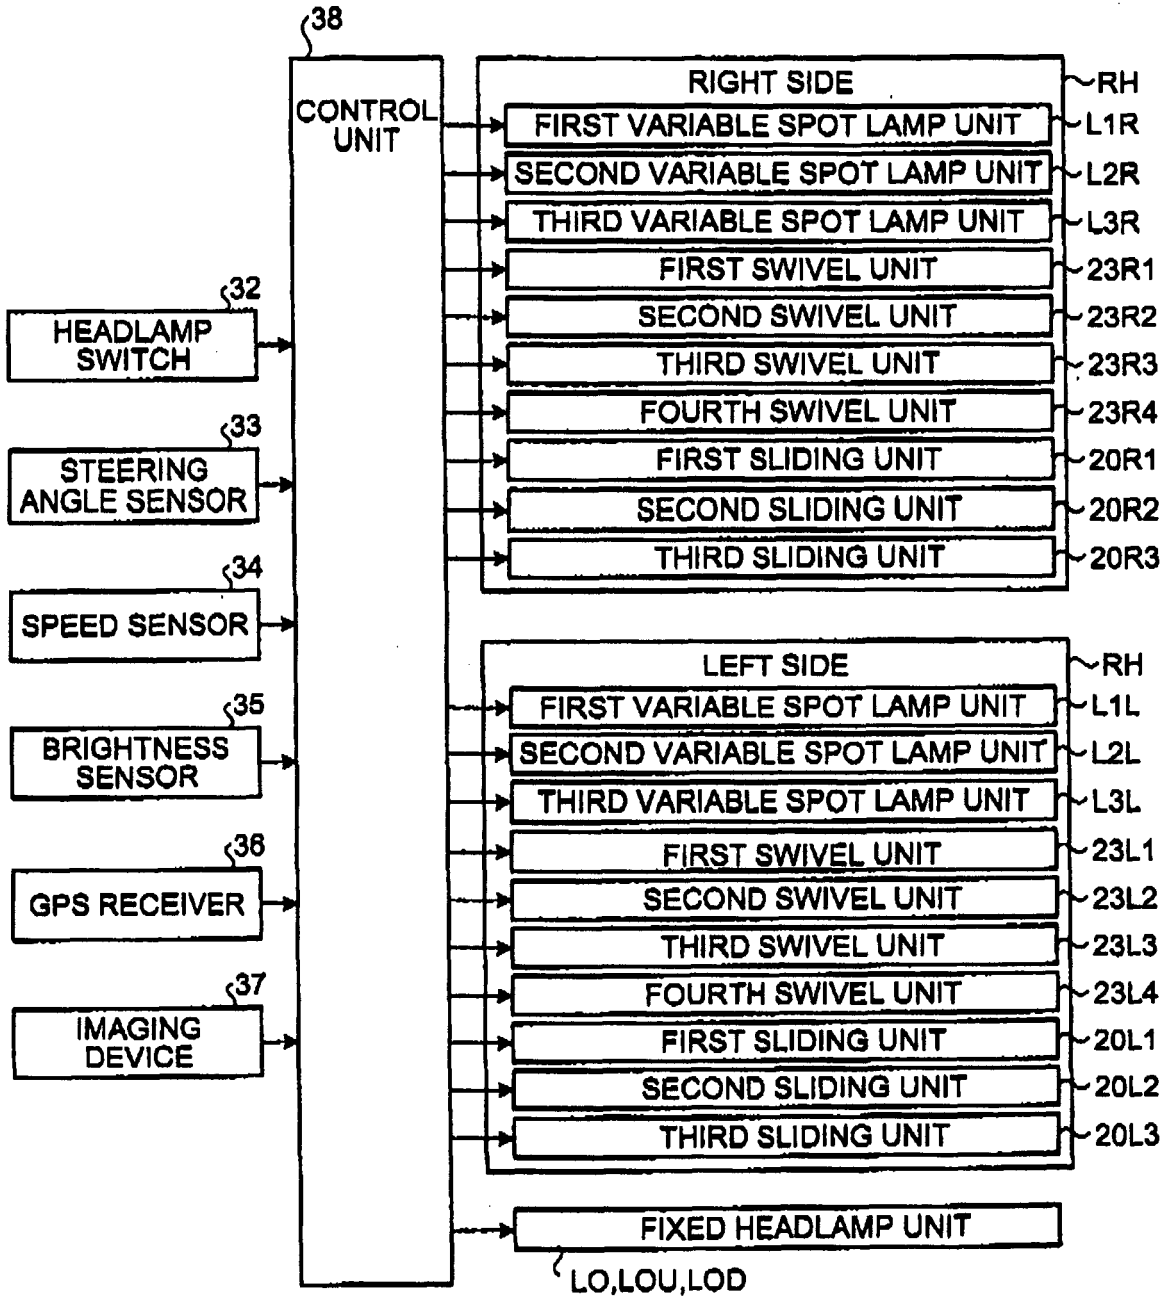 38
CONTROL
UNIT
32
HEADLAMP
SWITCH
33
STEERING
ANGLE SENSOR
34
SPEED SENSOR
35
BRIGHTNESS
SENSOR
36
GPS RECEIVER
37
IMAGING
DEVICE
RIGHT SIDE
RH
FIRST VARIABLE SPOT LAMP UNIT
L1R
SECOND VARIABLE SPOT LAMP UNIT
L2R
THIRD VARIABLE SPOT LAMP UNIT
L3R
FIRST SWIVEL UNIT
23R1
SECOND SWIVEL UNIT
23R2
THIRD SWIVEL UNIT
23R3
FOURTH SWIVEL UNIT
23R4
FIRST SLIDING UNIT
20R1
SECOND SLIDING UNIT
20R2
THIRD SLIDING UNIT
20R3
LEFT SIDE
RH
FIRST VARIABLE SPOT LAMP UNIT
L1L
SECOND VARIABLE SPOT LAMP UNIT
L2L
THIRD VARIABLE SPOT LAMP UNIT
L3L
FIRST SWIVEL UNIT
23L1
SECOND SWIVEL UNIT
23L2
THIRD SWIVEL UNIT
23L3
FOURTH SWIVEL UNIT
23L4
FIRST SLIDING UNIT
20L1
SECOND SLIDING UNIT
20L2
THIRD SLIDING UNIT
20L3
FIXED HEADLAMP UNIT
LO,LOU,LOD